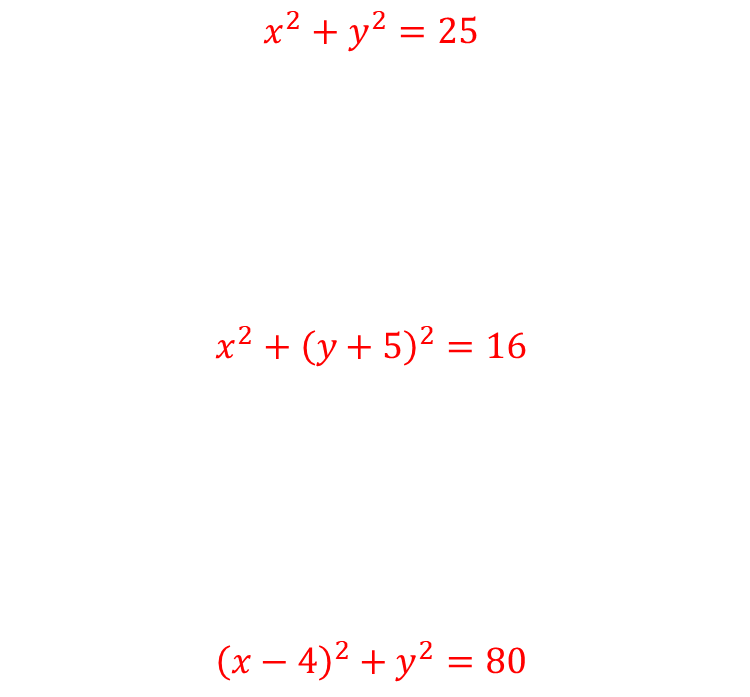 x² + y² = 25
x² + (y + 5)² = 16
(x − 4)² + y² = 80